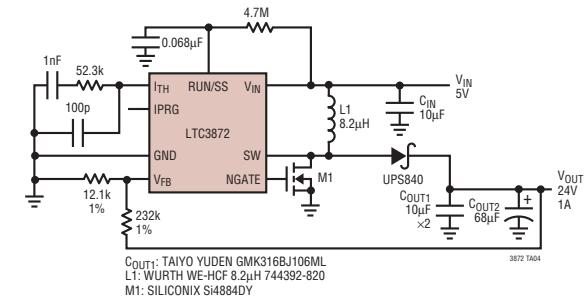 4.7M
0.068μF
1nF
52.3k
ITH
RUN/SS
VIN
VIN
5V
100p
IPRG
L1
8.2μH
CIN
10μF
LTC3872
GND
SW
M1
UPS840
VFB
NGATE
12.1k
1%
COUT1
10μF
×2
COUT2
68μF
+
VOUT
24V
1A
232k
1%
3872 TA04
COUT1: TAIYO YUDEN GMK316BJ106ML
L1: WURTH WE-HCF 8.2μH 744392-820
M1: SILICONIX Si4884DY